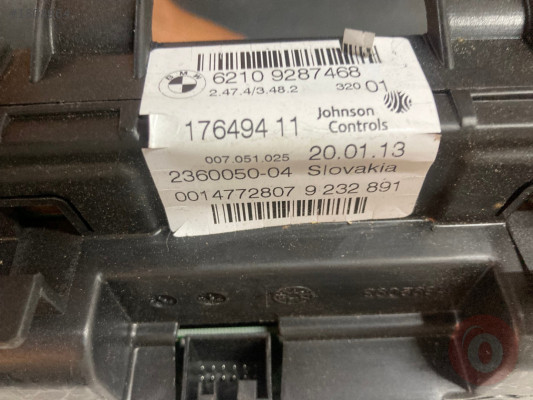 BMW 6210 9287468
2.47.4/3.48.2 320 01
176494 11 Johnson Controls
007.051.025 20.01.13
2360050-04 Slovakia
0014772807 9 232 891